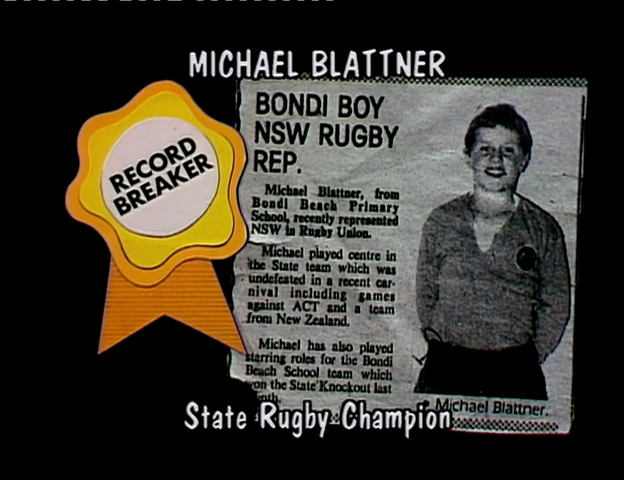 MICHAEL BLATTNER
RECORD
BREAKER
BONDI BOY
NSW RUGBY
REP.
Michael Blattner, from
Bondi Beach Primary
School, recently represented
NSW in Rugby Union.
Michael played centre in
the State team which was
undefeated in a recent car-
nival including games
against ACT and a team
from New Zealand.
Michael has also played
starring roles for the Bondi
Beach School team which
won the State Knockout last
Michael Blattner.
State Rugby Champion